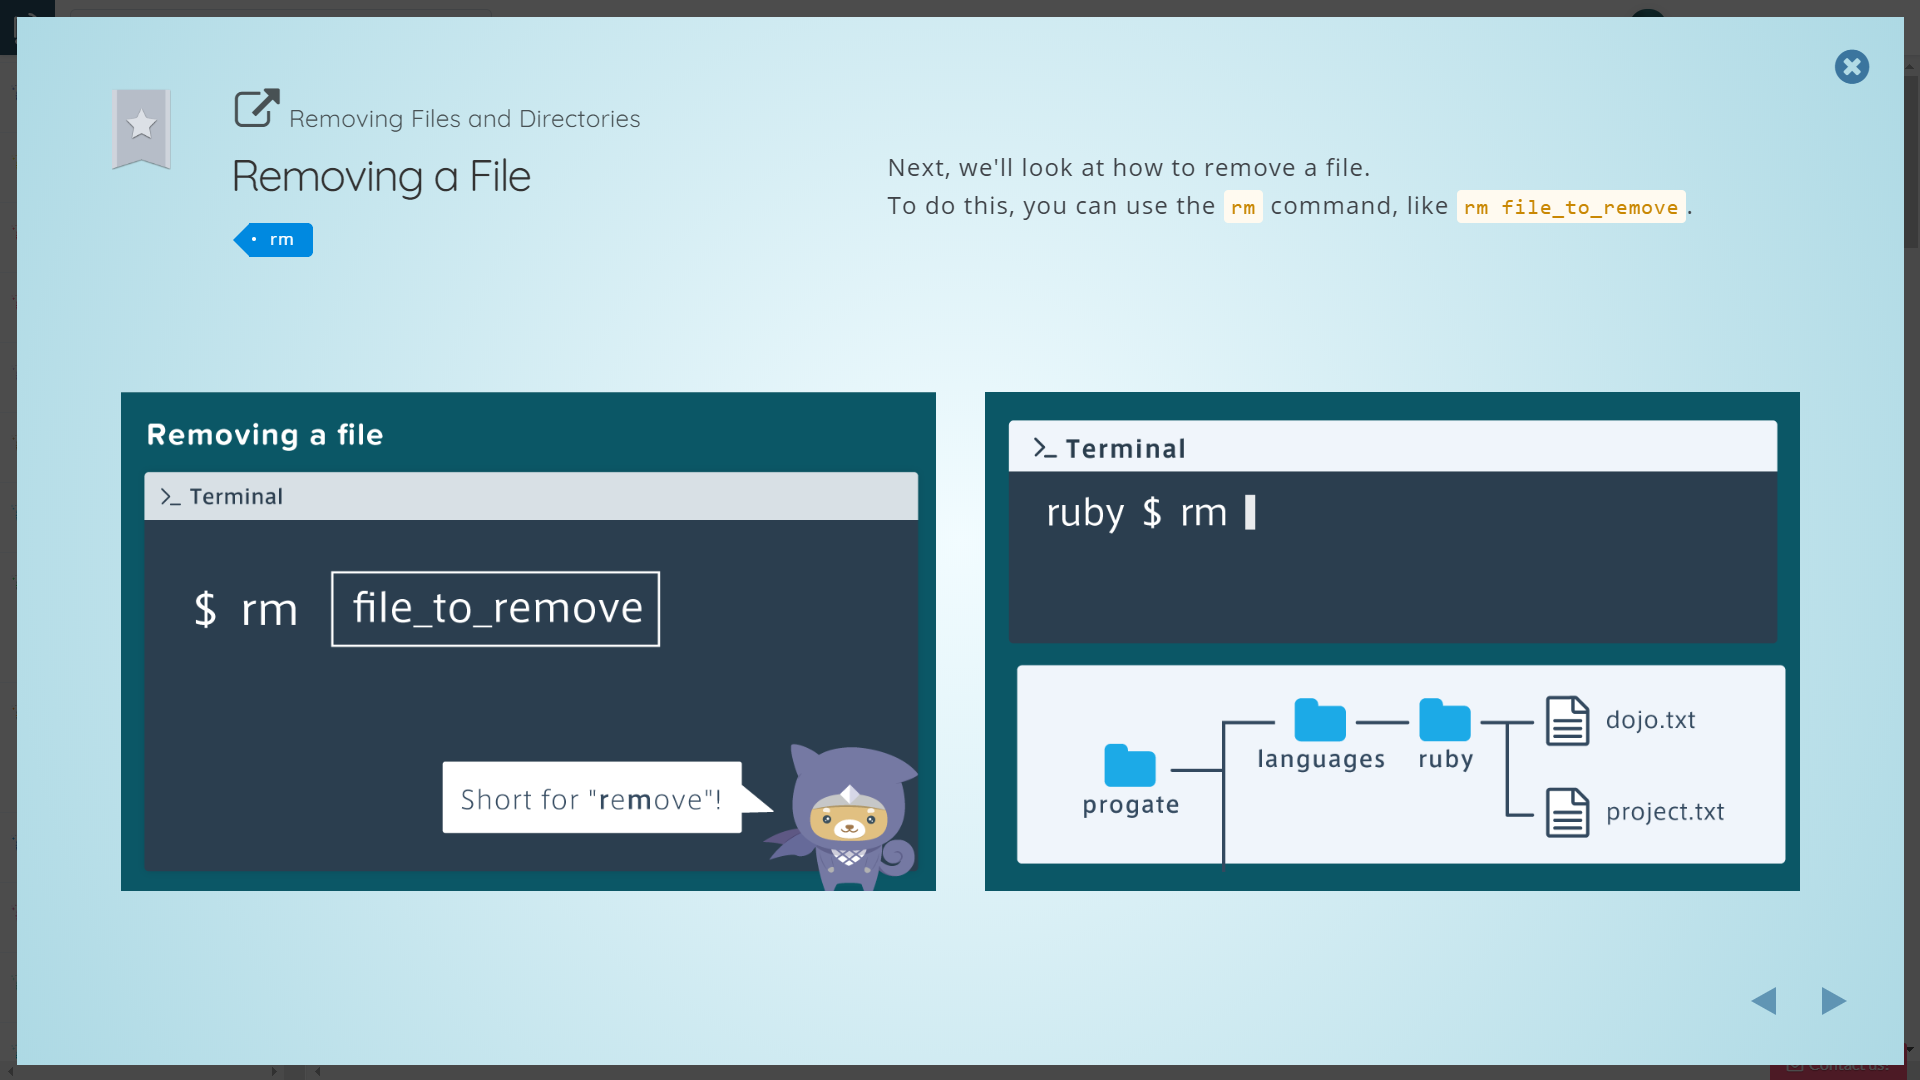 Removing Files and Directories
Removing a File
rm
Next, we'll look at how to remove a file.
To do this, you can use the rm command, like rm file_to_remove.
Removing a file
>_ Terminal
$ rm file_to_remove
Short for "remove"!
>_ Terminal
ruby $ rm
languages
ruby
dojo.txt
progate
project.txt
Contact us!